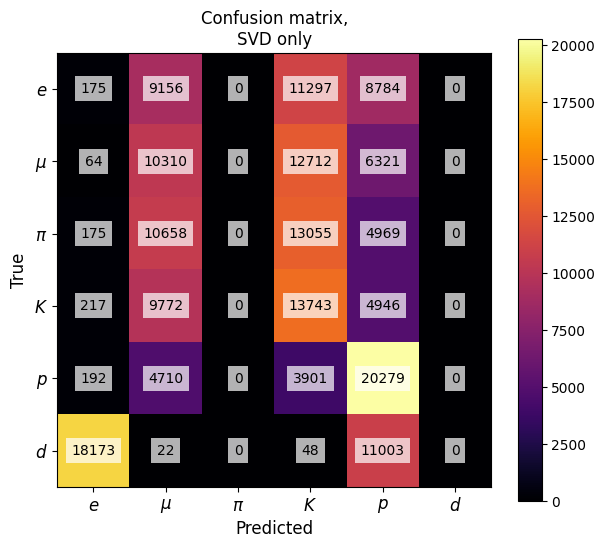 Confusion matrix,
SVD only
True
e 175 9156 0 11297 8784 0
μ 64 10310 0 12712 6321 0
π 175 10658 0 13055 4969 0
K 217 9772 0 13743 4946 0
p 192 4710 0 3901 20279 0
d 18173 22 0 48 11003 0
e μ π K p d
Predicted
20000
17500
15000
12500
10000
7500
5000
2500
0